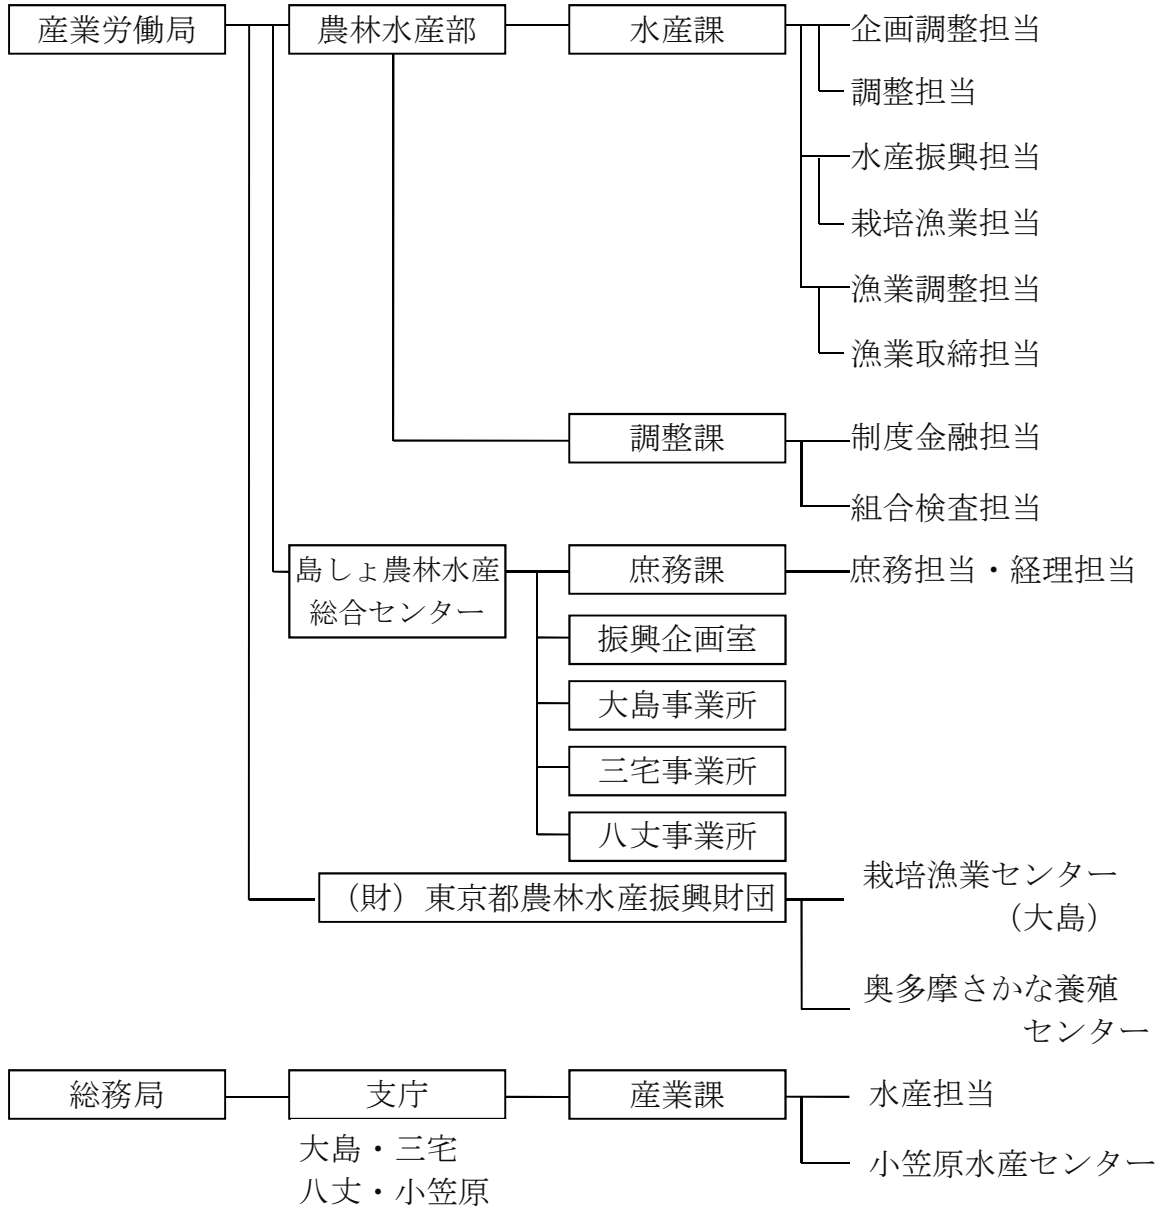 産業労働局
農林水産部
水産課
企画調整担当
調整担当
水産振興担当
栽培漁業担当
漁業調整担当
漁業取締担当
調整課
制度金融担当
組合検査担当
島しょ農林水産
総合センター
庶務課
庶務担当・経理担当
振興企画室
大島事業所
三宅事業所
八丈事業所
（財）東京都農林水産振興財団
栽培漁業センター
（大島）
奥多摩さかな養殖
センター
総務局
支庁
産業課
水産担当
大島・三宅
八丈・小笠原
小笠原水産センター